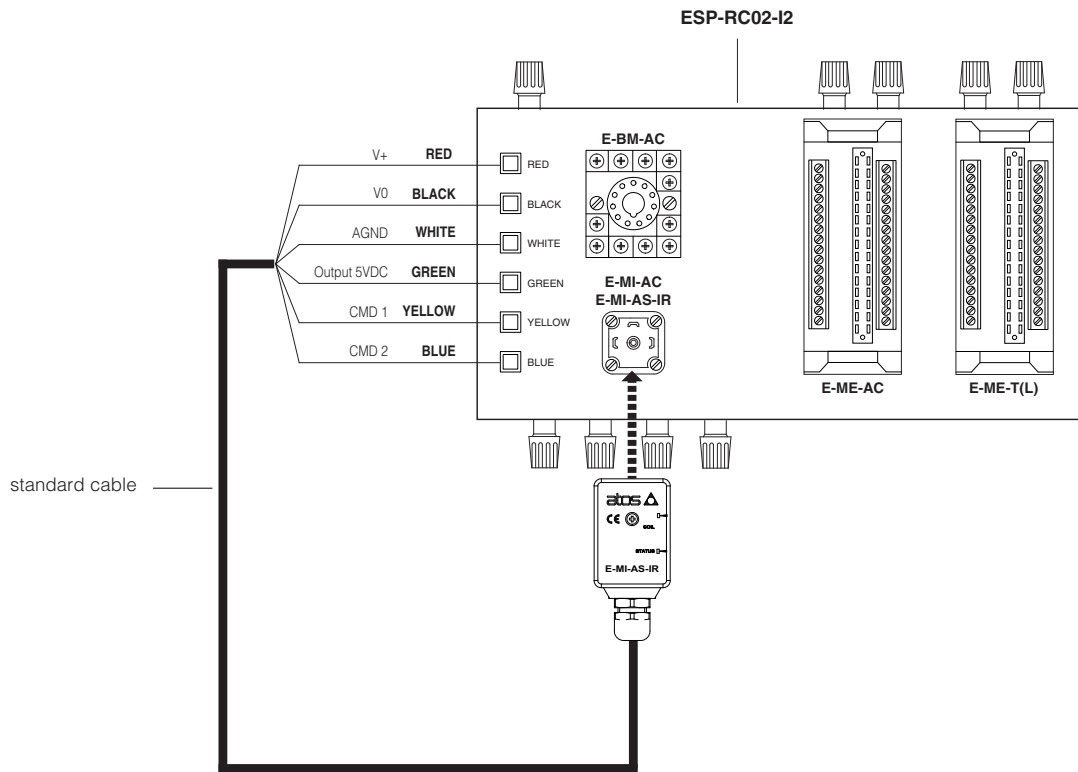 ESP-RC02-I2
E-BM-AC
V+ RED
RED
V0 BLACK
BLACK
AGND WHITE
WHITE
Output 5VDC GREEN
GREEN
CMD 1 YELLOW
YELLOW
CMD 2 BLUE
BLUE
E-MI-AC
E-MI-AS-IR
E-ME-AC
E-ME-T(L)
standard cable
atos
CE
COIL
STATUS
E-MI-AS-IR